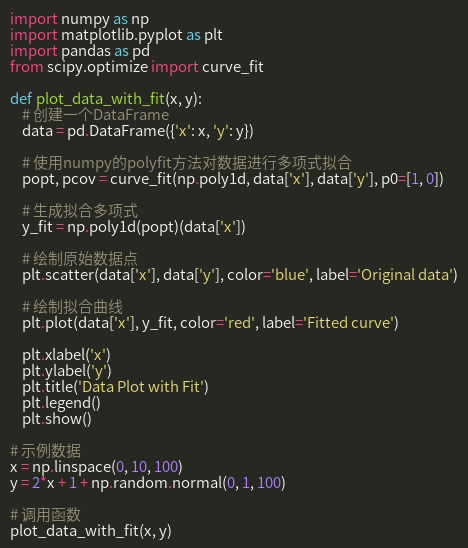 import numpy as np
import matplotlib.pyplot as plt
import pandas as pd
from scipy.optimize import curve_fit

def plot_data_with_fit(x, y):
    # 创建一个DataFrame
    data = pd.DataFrame({'x': x, 'y': y})

    # 使用numpy的polyfit方法对数据进行多项式拟合
    popt, pcov = curve_fit(np.poly1d, data['x'], data['y'], p0=[1, 0])

    # 生成拟合多项式
    y_fit = np.poly1d(popt)(data['x'])

    # 绘制原始数据点
    plt.scatter(data['x'], data['y'], color='blue', label='Original data')

    # 绘制拟合曲线
    plt.plot(data['x'], y_fit, color='red', label='Fitted curve')

    plt.xlabel('x')
    plt.ylabel('y')
    plt.title('Data Plot with Fit')
    plt.legend()
    plt.show()

# 示例数据
x = np.linspace(0, 10, 100)
y = 2*x + 1 + np.random.normal(0, 1, 100)

# 调用函数
plot_data_with_fit(x, y)